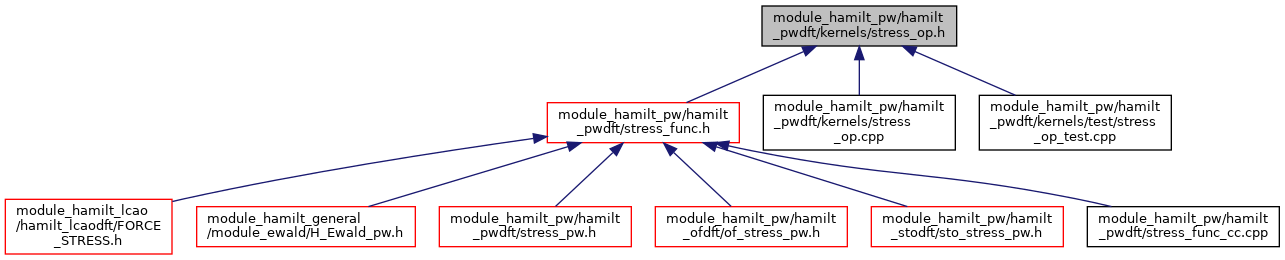 module_hamilt_pw/hamilt
_pwdft/kernels/stress_op.h
module_hamilt_pw/hamilt
_pwdft/stress_func.h
module_hamilt_pw/hamilt
_pwdft/kernels/stress
_op.cpp
module_hamilt_pw/hamilt
_pwdft/kernels/test/stress
_op_test.cpp
module_hamilt_lcao
/hamilt_lcaodft/FORCE
_STRESS.h
module_hamilt_general
/module_ewald/H_Ewald_pw.h
module_hamilt_pw/hamilt
_pwdft/stress_pw.h
module_hamilt_pw/hamilt
_ofdft/of_stress_pw.h
module_hamilt_pw/hamilt
_stodft/sto_stress_pw.h
module_hamilt_pw/hamilt
_pwdft/stress_func_cc.cpp